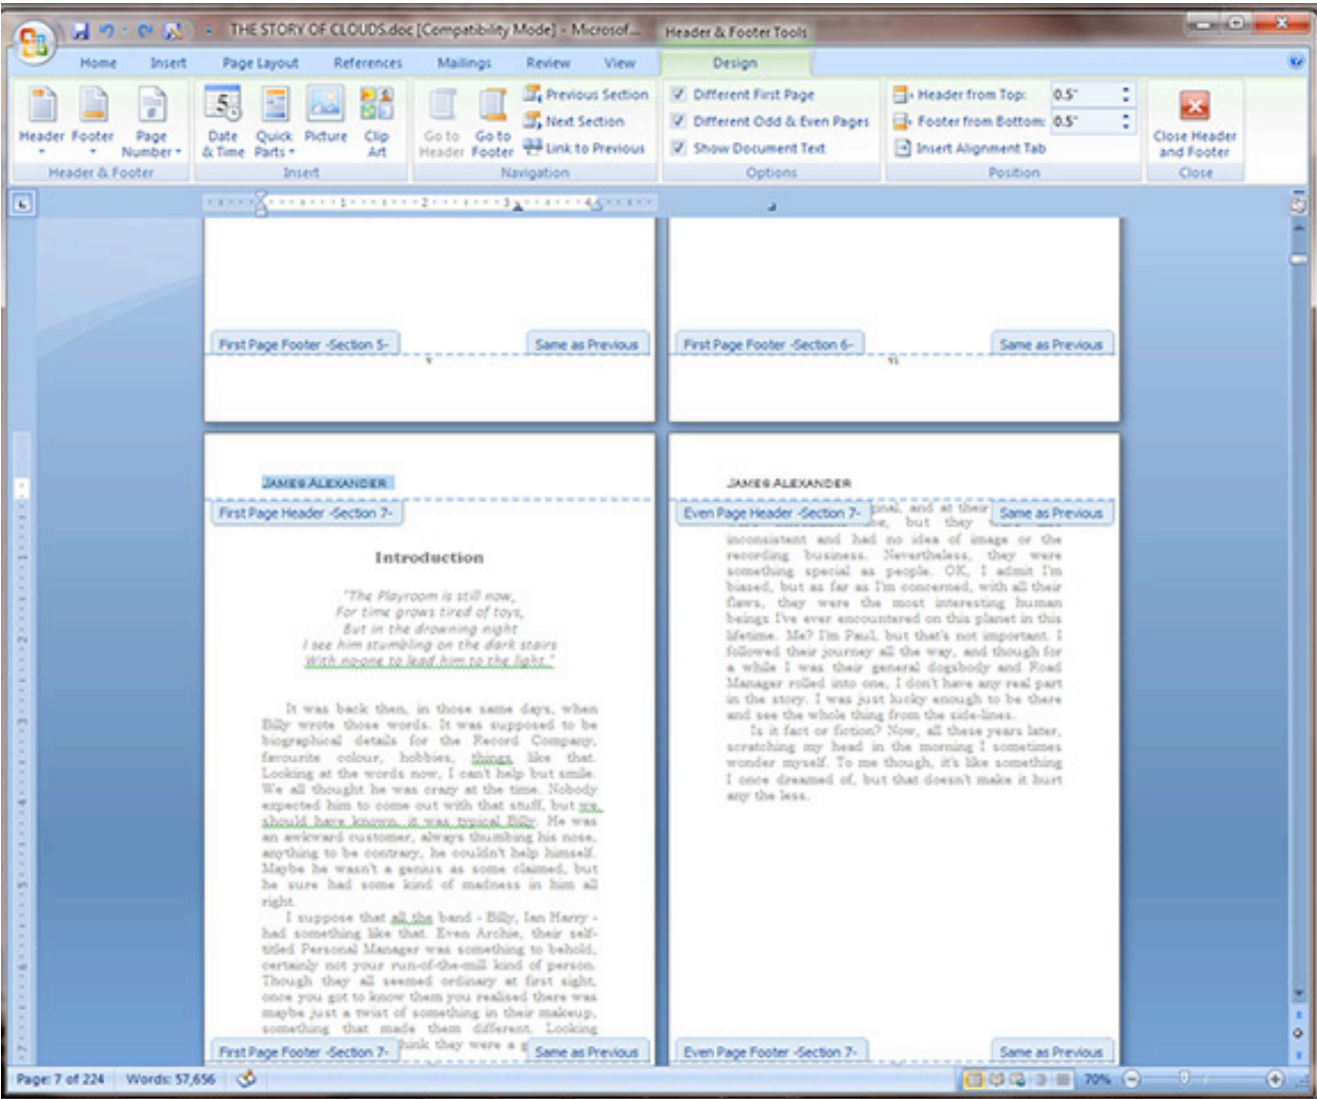 THE STORY OF CLOUDS.doc [Compatibility Mode] - Microsof...
Header & Footer Tools
Home Insert Page Layout References Mailings Review View Design
Header Footer Page Number
Header & Footer
Date & Time Quick Parts Picture Clip Art
Insert
Go to Header Go to Footer
Previous Section
Next Section
Link to Previous
Navigation
Different First Page
Different Odd & Even Pages
Show Document Text
Options
Header from Top: 0.5"
Footer from Bottom: 0.5"
Insert Alignment Tab
Position
Close Header and Footer
Close
1 2 3 4
First Page Footer -Section 5- Same as Previous
v
First Page Footer -Section 6- Same as Previous
vi
JAMES ALEXANDER
First Page Header -Section 7-
Introduction
"The Playroom is still now,
For time grows tired of toys,
But in the drowning night
I see him stumbling on the dark stairs
With no-one to lead him to the light."
It was back then, in those same days, when
Billy wrote those words. It was supposed to be
biographical details for the Record Company,
favourite colour, hobbies, things like that.
Looking at the words now, I can't help but smile.
We all thought he was crazy at the time. Nobody
expected him to come out with that stuff, but we
should have known, it was typical Billy. He was
an awkward customer, always thumbing his nose,
anything to be contrary, he couldn't help himself.
Maybe he wasn't a genius as some claimed, but
he sure had some kind of madness in him all
right.
I suppose that all the band - Billy, Ian Harry -
had something like that. Even Archie, their self-
titled Personal Manager was something to behold,
certainly not your run-of-the-mill kind of person.
Though they all seemed ordinary at first sight,
once you got to know them you realised there was
maybe just a twist of something in their makeup,
something that made them different. Looking
think they were a
First Page Footer -Section 7- Same as Previous
JAMES ALEXANDER
Even Page Header -Section 7- Same as Previous
and at their
but they
inconsistent and had no idea of image or the
recording business. Nevertheless, they were
something special as people. OK, I admit I'm
biased, but as far as I'm concerned, with all their
flaws, they were the most interesting human
beings I've ever encountered on this planet in this
lifetime. Me? I'm Paul, but that's not important. I
followed their journey all the way, and though for
a while I was their general dogsbody and Road
Manager rolled into one, I don't have any real part
in the story. I was just lucky enough to be there
and see the whole thing from the side-lines.
Is it fact or fiction? Now, all these years later,
scratching my head in the morning I sometimes
wonder myself. To me though, it's like something
I once dreamed of, but that doesn't make it hurt
any the less.
Even Page Footer -Section 7- Same as Previous
Page: 7 of 224 Words: 57,656 70%